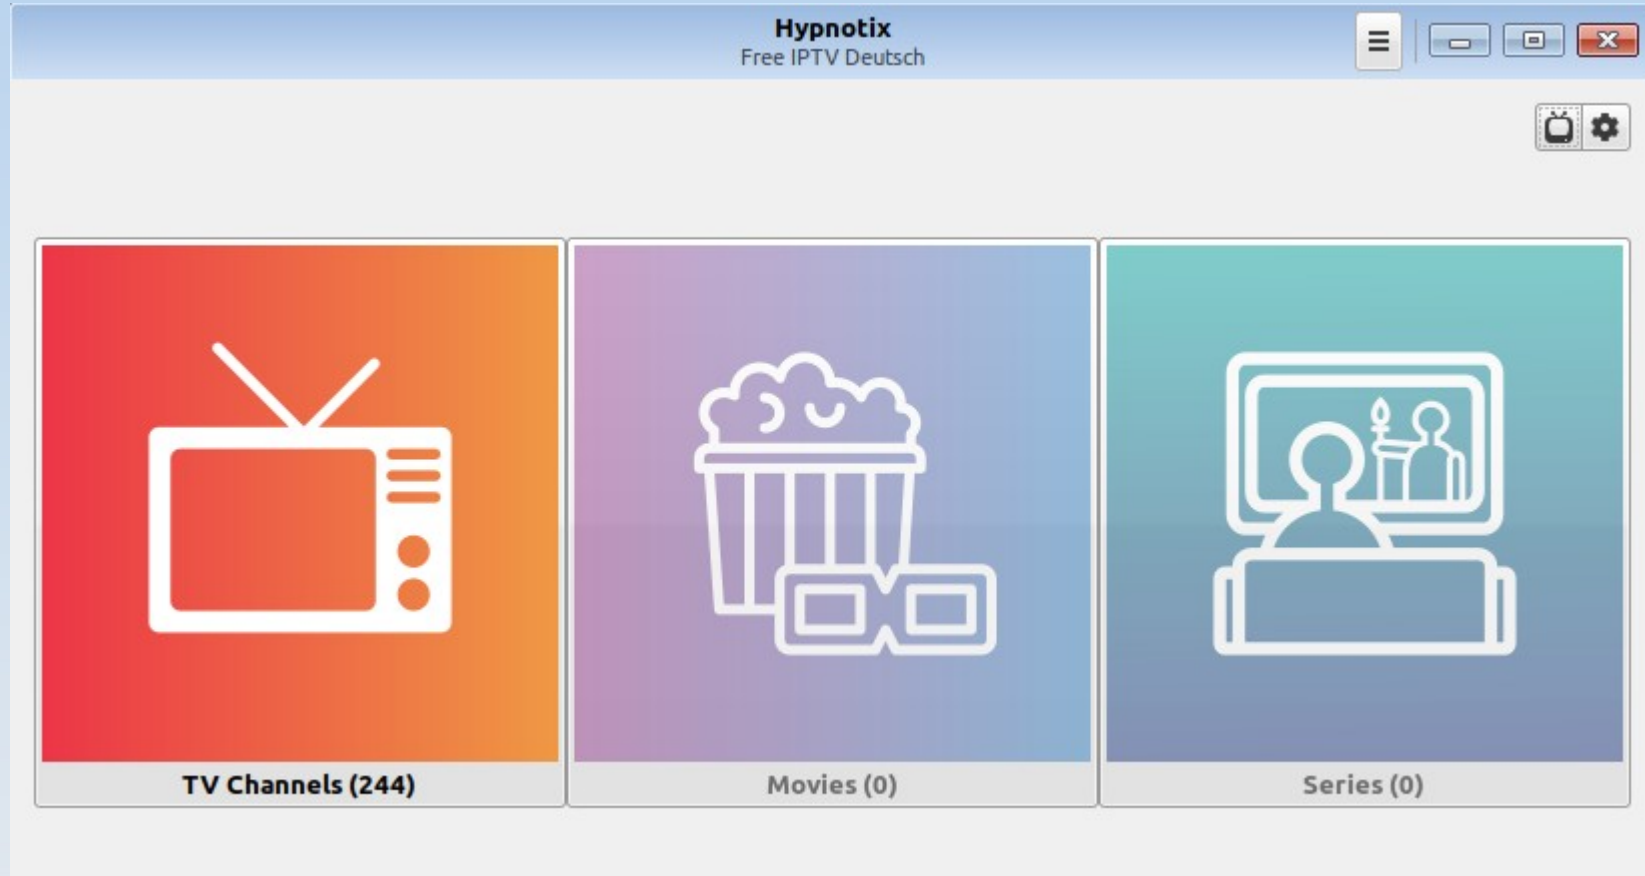 Hypnotix
Free IPTV Deutsch
TV Channels (244)
Movies (0)
Series (0)